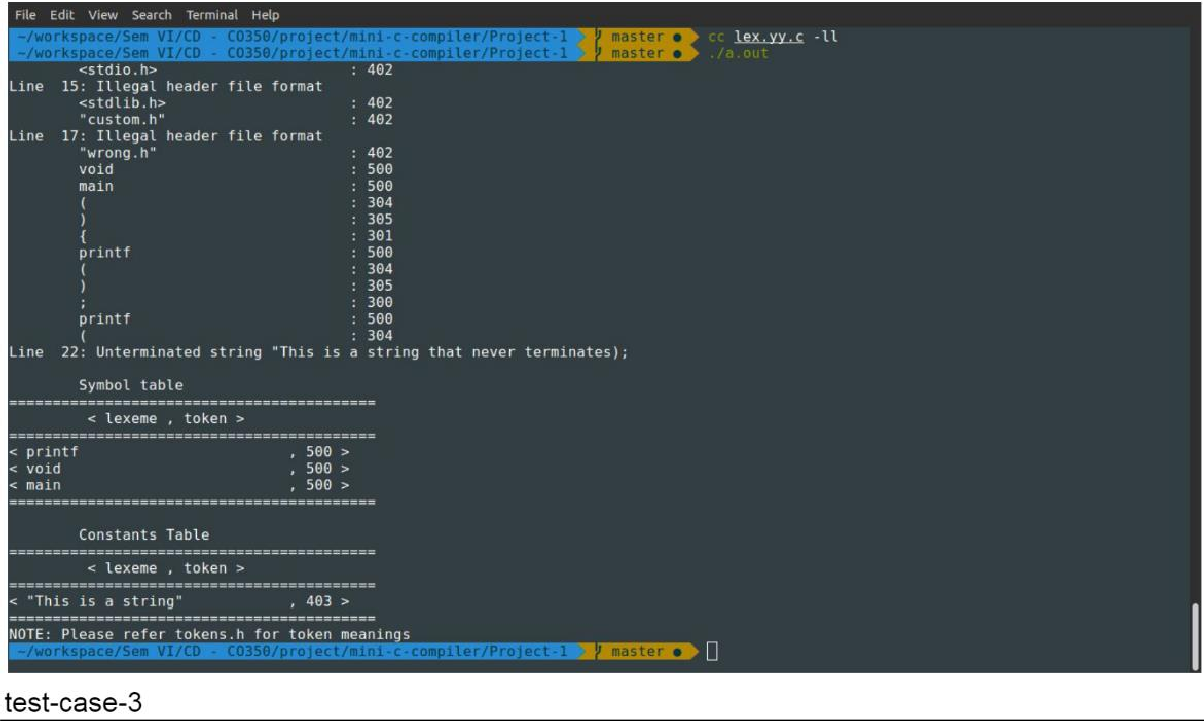 File Edit View Search Terminal Help
~/workspace/Sem VI/CD - CO350/project/mini-c-compiler/Project-1 master ● cc lex.yy.c -ll
~/workspace/Sem VI/CD - CO350/project/mini-c-compiler/Project-1 master ● ./a.out
<stdio.h> : 402
Line 15: Illegal header file format
<stdlib.h> : 402
"custom.h" : 402
Line 17: Illegal header file format
"wrong.h" : 402
void : 500
main : 500
( : 304
) : 305
{ : 301
printf : 500
( : 304
) : 305
; : 300
printf : 500
( : 304
Line 22: Unterminated string "This is a string that never terminates);
Symbol table
==========================================
< lexeme , token >
==========================================
< printf , 500 >
< void , 500 >
< main , 500 >
==========================================
Constants Table
==========================================
< lexeme , token >
==========================================
< "This is a string" , 403 >
==========================================
NOTE: Please refer tokens.h for token meanings
~/workspace/Sem VI/CD - CO350/project/mini-c-compiler/Project-1 master ●
test-case-3